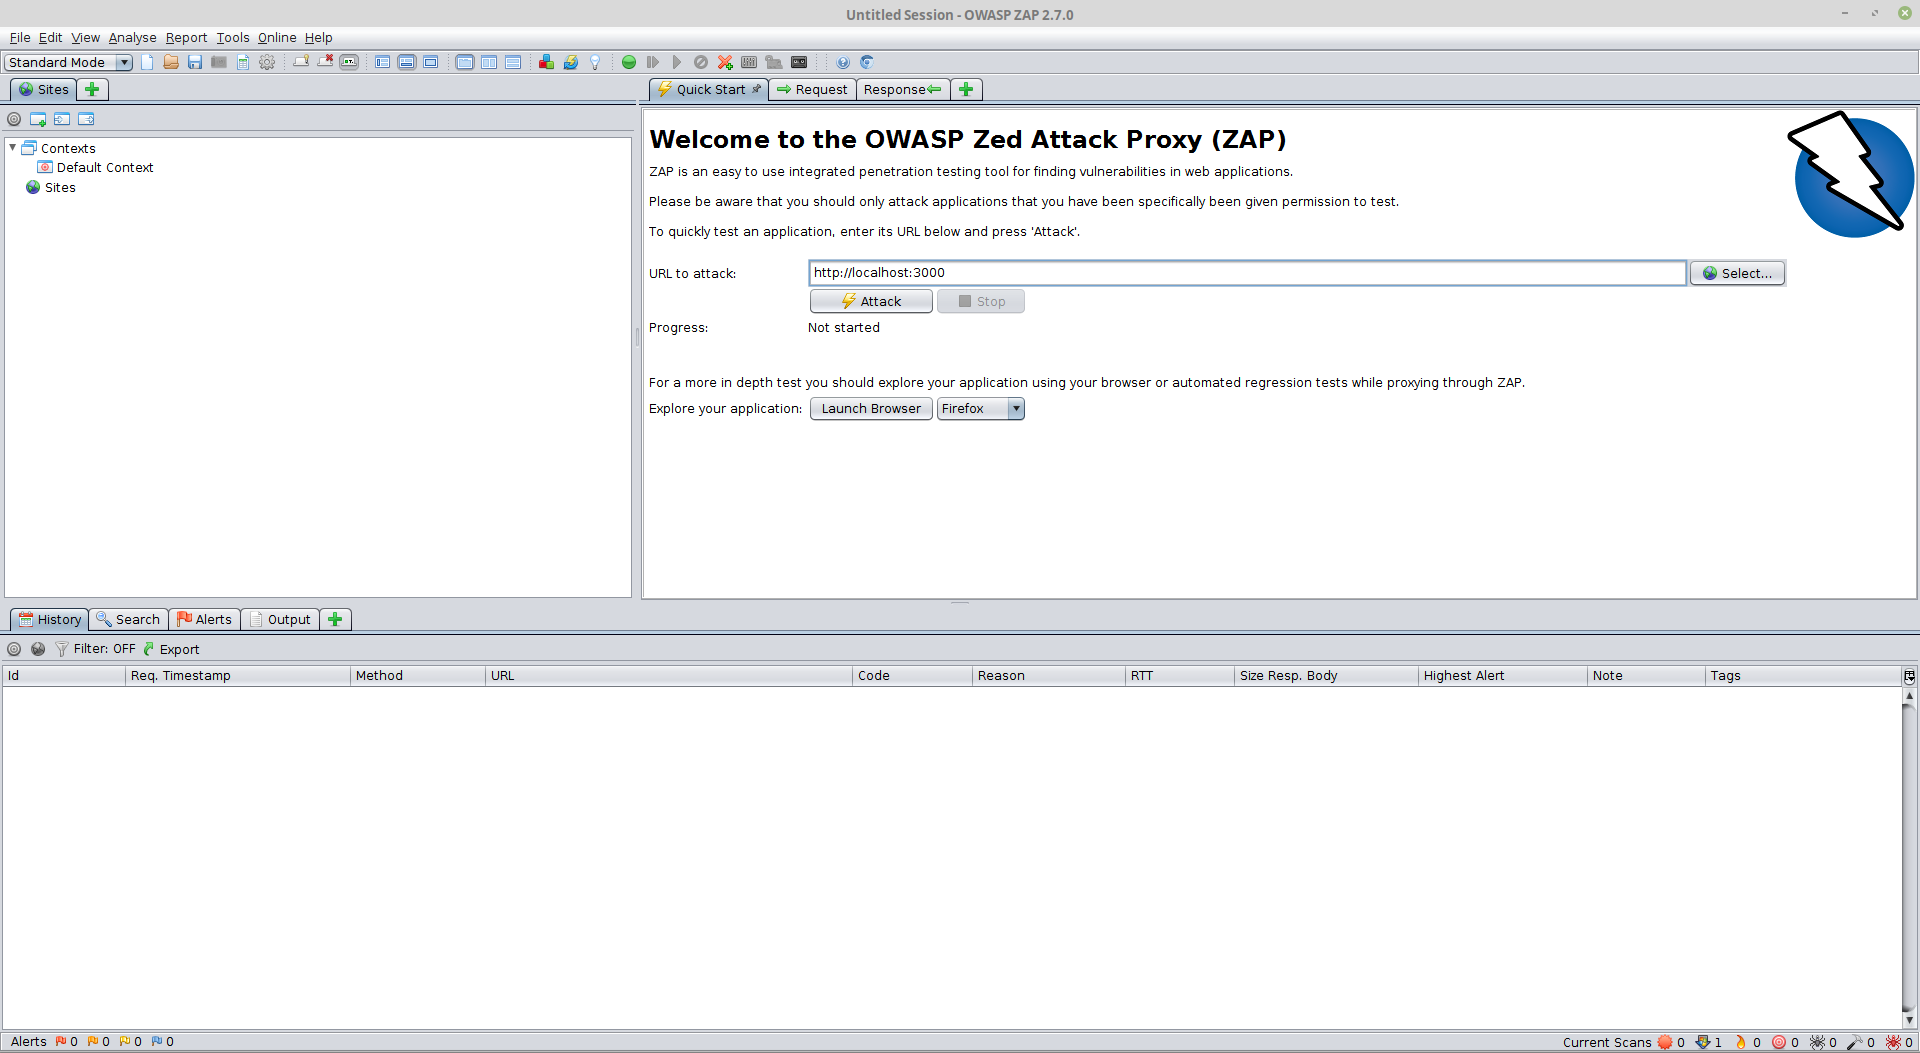 Untitled Session - OWASP ZAP 2.7.0
File Edit View Analyse Report Tools Online Help
Standard Mode
Sites
Quick Start Request Response
Contexts
Default Context
Sites
Welcome to the OWASP Zed Attack Proxy (ZAP)
ZAP is an easy to use integrated penetration testing tool for finding vulnerabilities in web applications.
Please be aware that you should only attack applications that you have been specifically been given permission to test.
To quickly test an application, enter its URL below and press 'Attack'.
URL to attack: http://localhost:3000 Select...
Attack Stop
Progress: Not started
For a more in depth test you should explore your application using your browser or automated regression tests while proxying through ZAP.
Explore your application: Launch Browser Firefox
History Search Alerts Output
Filter: OFF Export
Id Req. Timestamp Method URL Code Reason RTT Size Resp. Body Highest Alert Note Tags
Alerts 0 0 0 0 Current Scans 0 1 0 0 0 0 0